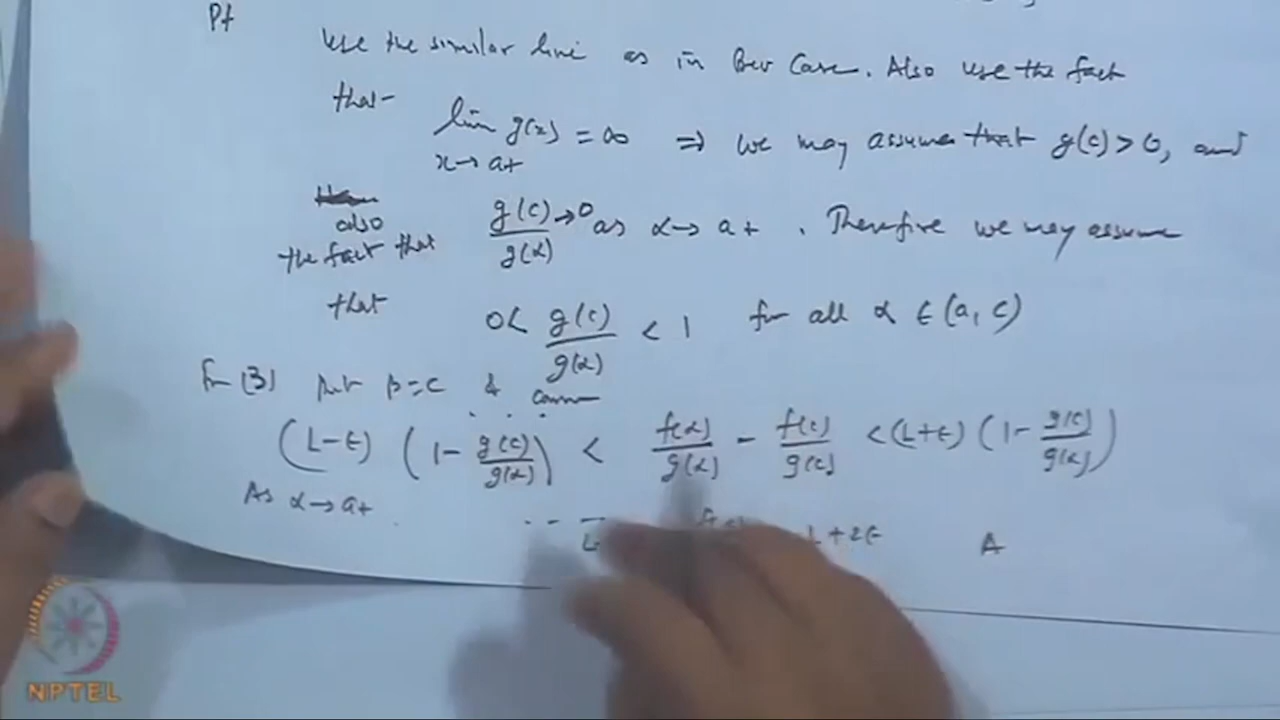 Pf
Use the similar line as in Prev Case. Also use the fact
that
lim g(x) = ∞ ⇒ we may assume that g(c) > 0, and
x → a+
also the fact that g(c)/g(α) → 0 as α → a+. Therefore we may assume
that 0 < g(c)/g(α) < 1 for all α ∈ (a, c)
(3) put β = c &
(L-ε) (1 - g(c)/g(α)) < f(α)/g(α) - f(c)/g(c) < (L+ε) (1 - g(c)/g(α))
As α → a+
L+2ε A
NPTEL